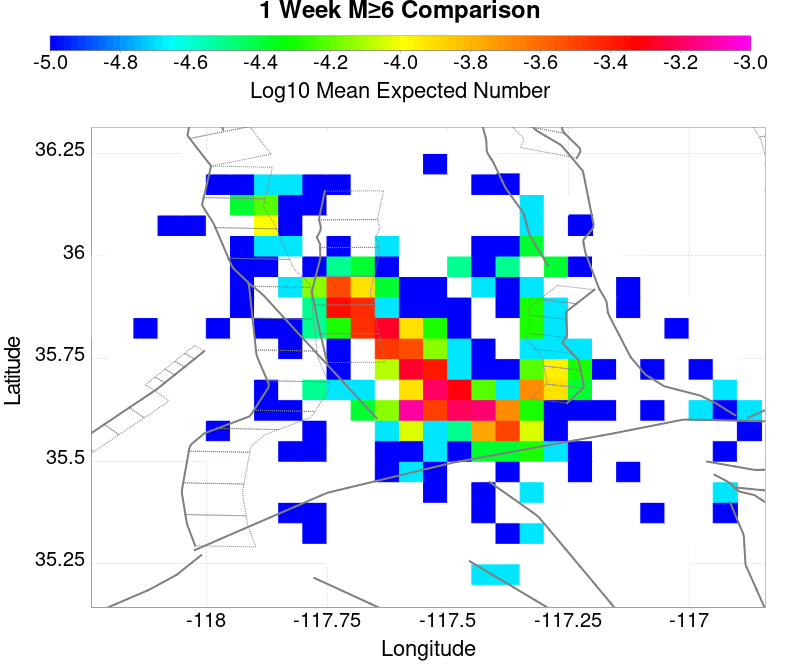 1 Week M≥6 Comparison
-5.0 -4.8 -4.6 -4.4 -4.2 -4.0 -3.8 -3.6 -3.4 -3.2 -3.0
Log10 Mean Expected Number
36.25
36
35.75
35.5
35.25
Latitude
-118 -117.75 -117.5 -117.25 -117
Longitude